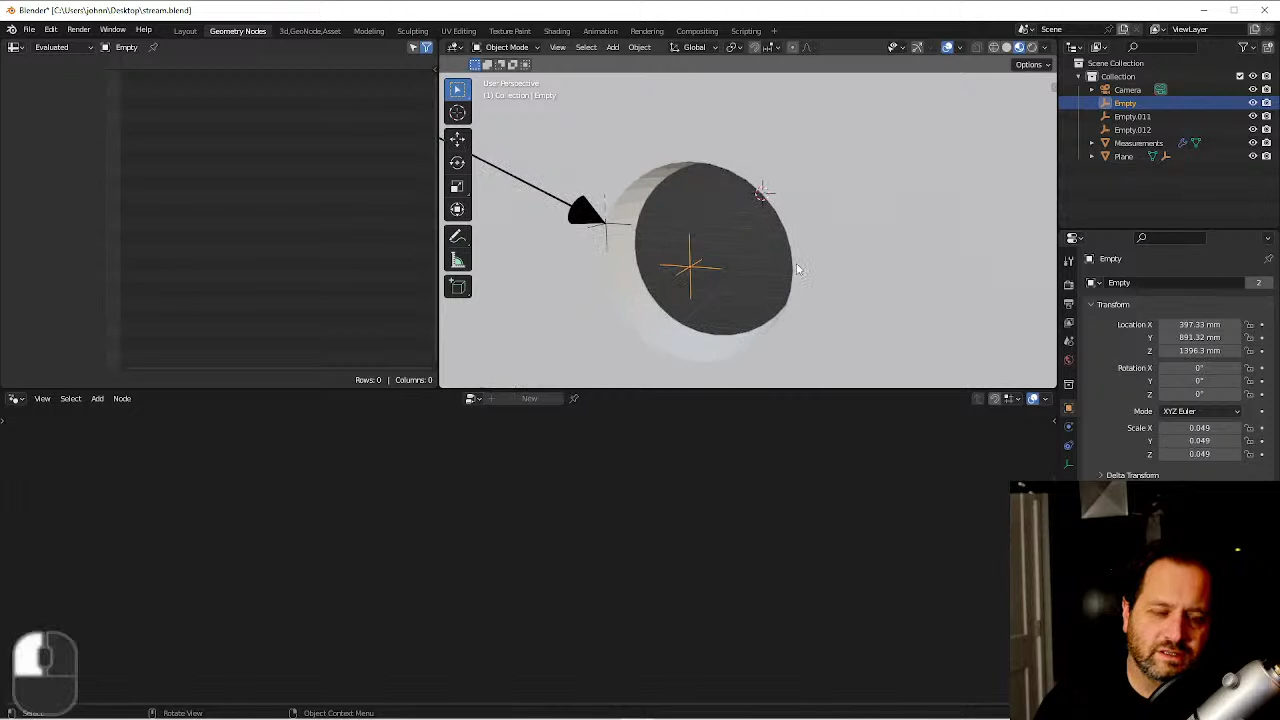 Blender* [C:\Users\johnn\Desktop\stream.blend]
File Edit Render Window Help Layout Geometry Nodes 3d,GeoNode,Asset Modeling Sculpting UV Editing Texture Paint Shading Animation Rendering Compositing Scripting + Scene ViewLayer
Evaluated Empty Object Mode View Select Add Object Global
Options
User Perspective
(1) Collection | Empty
Scene Collection
Collection
Camera
Empty
Empty.011
Empty.012
Measurements
Plane
Empty
Empty 2
Transform
Location X 397.33 mm
Y 891.32 mm
Z 1396.3 mm
Rotation X 0°
Y 0°
Z 0°
Mode XYZ Euler
Scale X 0.049
Y 0.049
Z 0.049
Delta Transform
Rows: 0 | Columns: 0
View Select Add Node New
Select Rotate View Object Context Menu